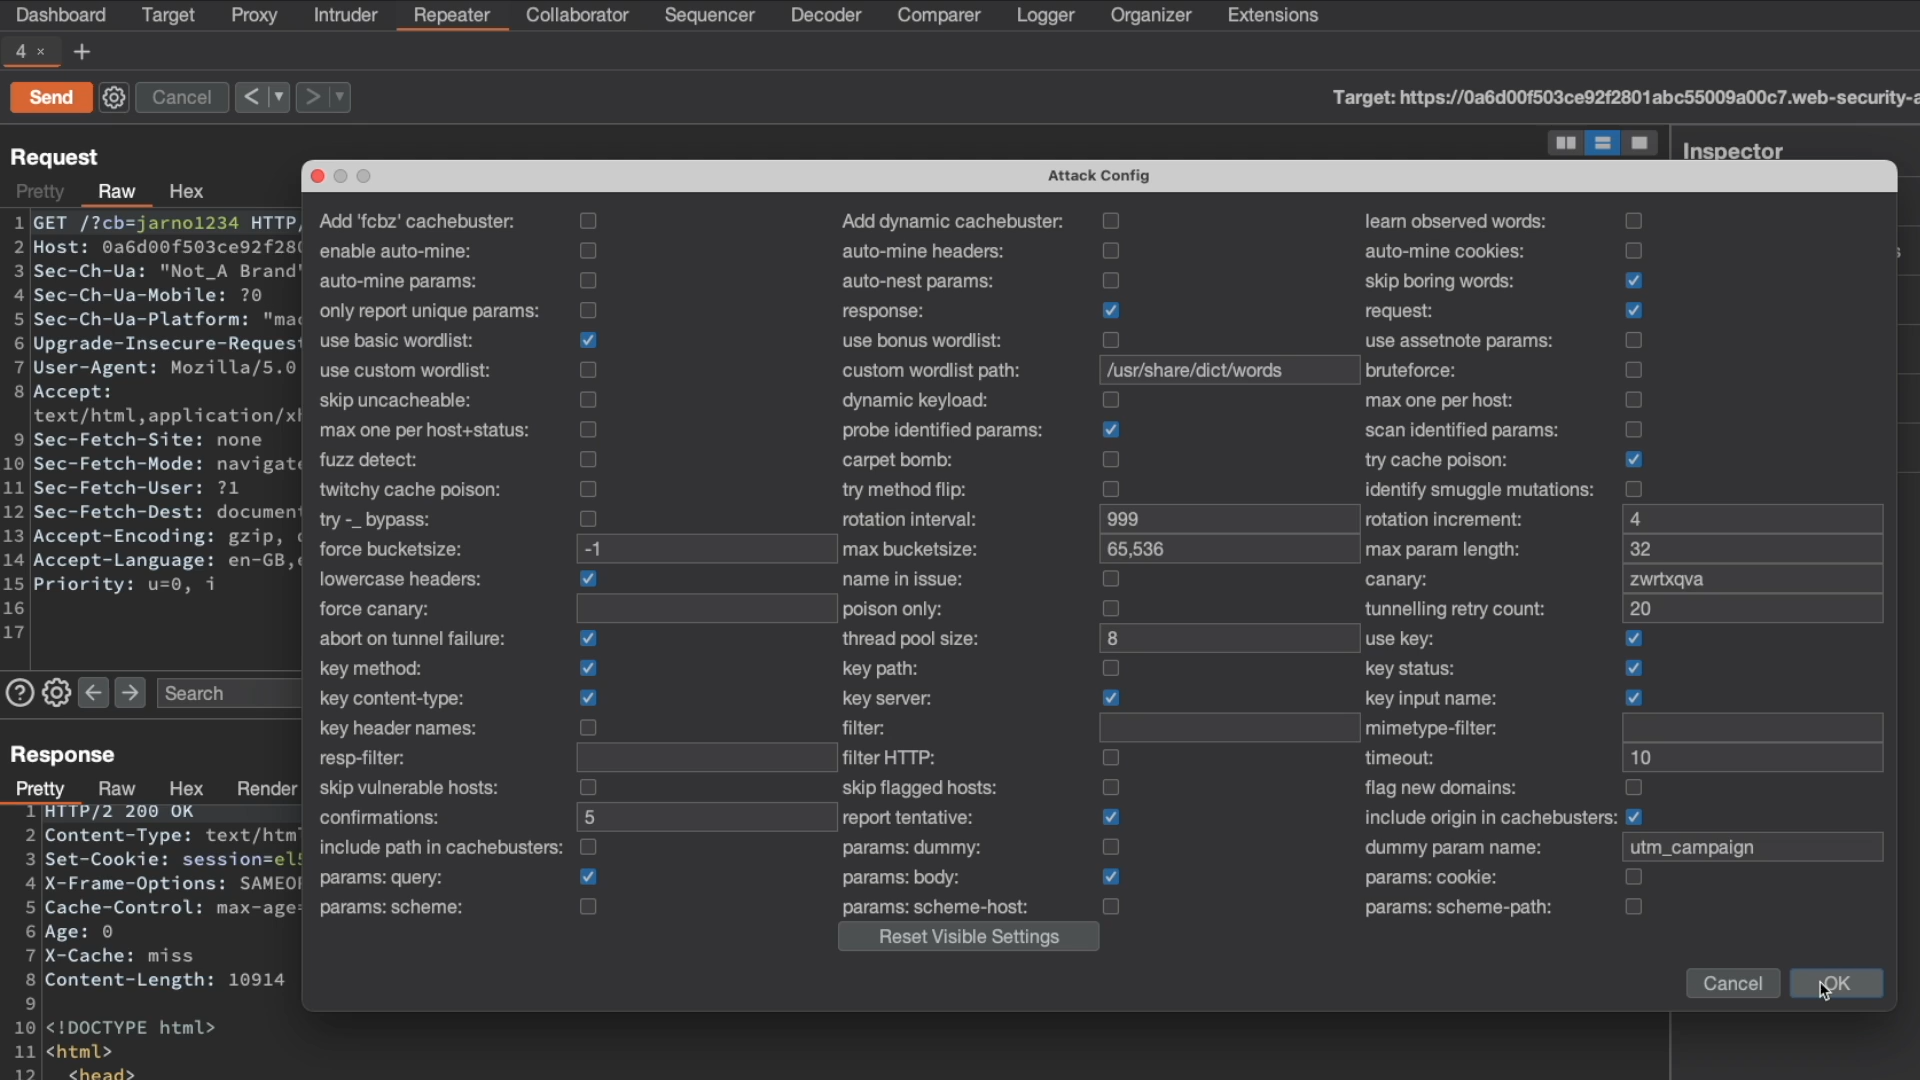 Dashboard Target Proxy Intruder Repeater Collaborator Sequencer Decoder Comparer Logger Organizer Extensions
4 × +
Send Cancel < ▾ > ▾ Target: https://0a6d00f503ce92f2801abc55009a00c7.web-security-a
Request
Inspector
Pretty Raw Hex
1 GET /?cb=jarno1234 HTTP/
2 Host: 0a6d00f503ce92f280
3 Sec-Ch-Ua: "Not_A Brand"
4 Sec-Ch-Ua-Mobile: ?0
5 Sec-Ch-Ua-Platform: "mac
6 Upgrade-Insecure-Request
7 User-Agent: Mozilla/5.0
8 Accept:
text/html,application/xh
9 Sec-Fetch-Site: none
10 Sec-Fetch-Mode: navigate
11 Sec-Fetch-User: ?1
12 Sec-Fetch-Dest: document
13 Accept-Encoding: gzip,
14 Accept-Language: en-GB,
15 Priority: u=0, i
16
17
Search
Response
Pretty Raw Hex Render
1 HTTP/2 200 OK
2 Content-Type: text/html
3 Set-Cookie: session=el5
4 X-Frame-Options: SAMEOR
5 Cache-Control: max-age=
6 Age: 0
7 X-Cache: miss
8 Content-Length: 10914
9
10 <!DOCTYPE html>
11 <html>
12 <head>
Attack Config
Add 'fcbz' cachebuster: Add dynamic cachebuster: learn observed words:
enable auto-mine: auto-mine headers: auto-mine cookies:
auto-mine params: auto-nest params: skip boring words:
only report unique params: response: request:
use basic wordlist: use bonus wordlist: use assetnote params:
use custom wordlist: custom wordlist path: /usr/share/dict/words bruteforce:
skip uncacheable: dynamic keyload: max one per host:
max one per host+status: probe identified params: scan identified params:
fuzz detect: carpet bomb: try cache poison:
twitchy cache poison: try method flip: identify smuggle mutations:
try -_ bypass: rotation interval: 999 rotation increment: 4
force bucketsize: -1 max bucketsize: 65,536 max param length: 32
lowercase headers: name in issue: canary: zwrtxqva
force canary: poison only: tunnelling retry count: 20
abort on tunnel failure: thread pool size: 8 use key:
key method: key path: key status:
key content-type: key server: key input name:
key header names: filter: mimetype-filter:
resp-filter: filter HTTP: timeout: 10
skip vulnerable hosts: skip flagged hosts: flag new domains:
confirmations: 5 report tentative: include origin in cachebusters:
include path in cachebusters: params: dummy: dummy param name: utm_campaign
params: query: params: body: params: cookie:
params: scheme: params: scheme-host: params: scheme-path:
Reset Visible Settings
Cancel OK